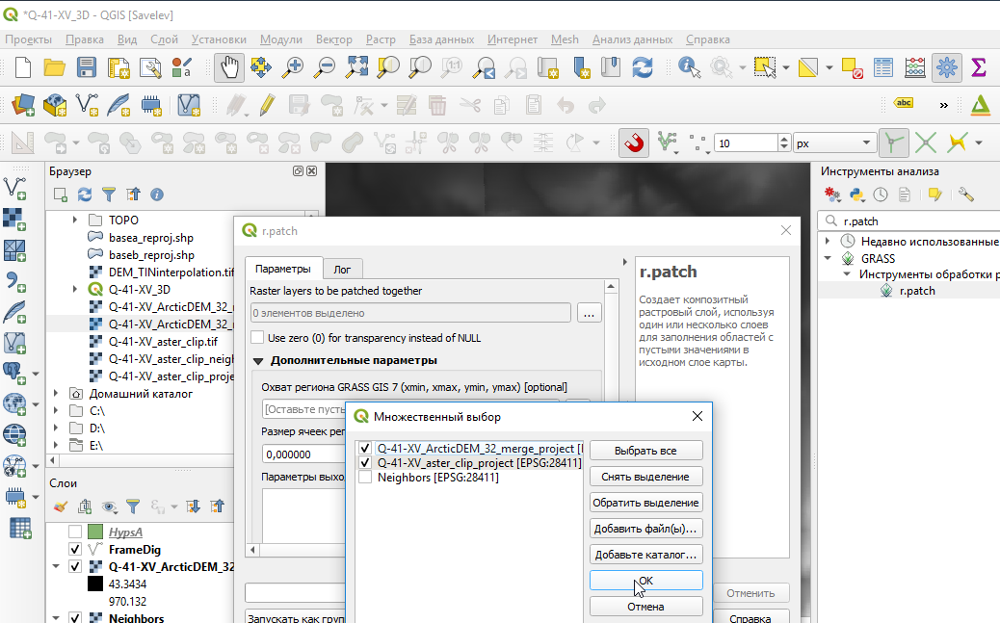 *Q-41-XV_3D - QGIS [Savelev]
Проекты Правка Вид Слой Установки Модули Вектор Растр База данных Интернет Mesh Анализ данных Справка
1:1
abc
»
10 px
Браузер
TOPO
basea_reproj.shp
baseb_reproj.shp
DEM_TINinterpolation.tif
Q-41-XV_3D
Q-41-XV_ArcticDEM_32_
Q-41-XV_ArcticDEM_32_
Q-41-XV_aster_clip.tif
Q-41-XV_aster_clip_neigh
Q-41-XV_aster_clip_proje
Домашний каталог
C:\
D:\
E:\
Слои
HypsA
FrameDig
Q-41-XV_ArcticDEM_32
43.3434
970.132
Neighbors
r.patch
Параметры Лог
Raster layers to be patched together
0 элементов выделено
...
Use zero (0) for transparency instead of NULL
Дополнительные параметры
Охват региона GRASS GIS 7 (xmin, xmax, ymin, ymax) [optional]
[Оставьте пусты
Размер ячеек рег
0,000000
Параметры выхо
Запускать как груп
r.patch
Создает композитный
растровый слой, используя
один или несколько слоев
для заполнения областей с
пустыми значениями в
исходном слое карты.
Отменить
Справка
Множественный выбор
Q-41-XV_ArcticDEM_32_merge_project [
Q-41-XV_aster_clip_project [EPSG:28411]
Neighbors [EPSG:28411]
Выбрать все
Снять выделение
Обратить выделение
Добавить файл(ы)...
Добавьте каталог...
OK
Отмена
Инструменты анализа
r.patch
Недавно использованные
GRASS
Инструменты обработки р
r.patch